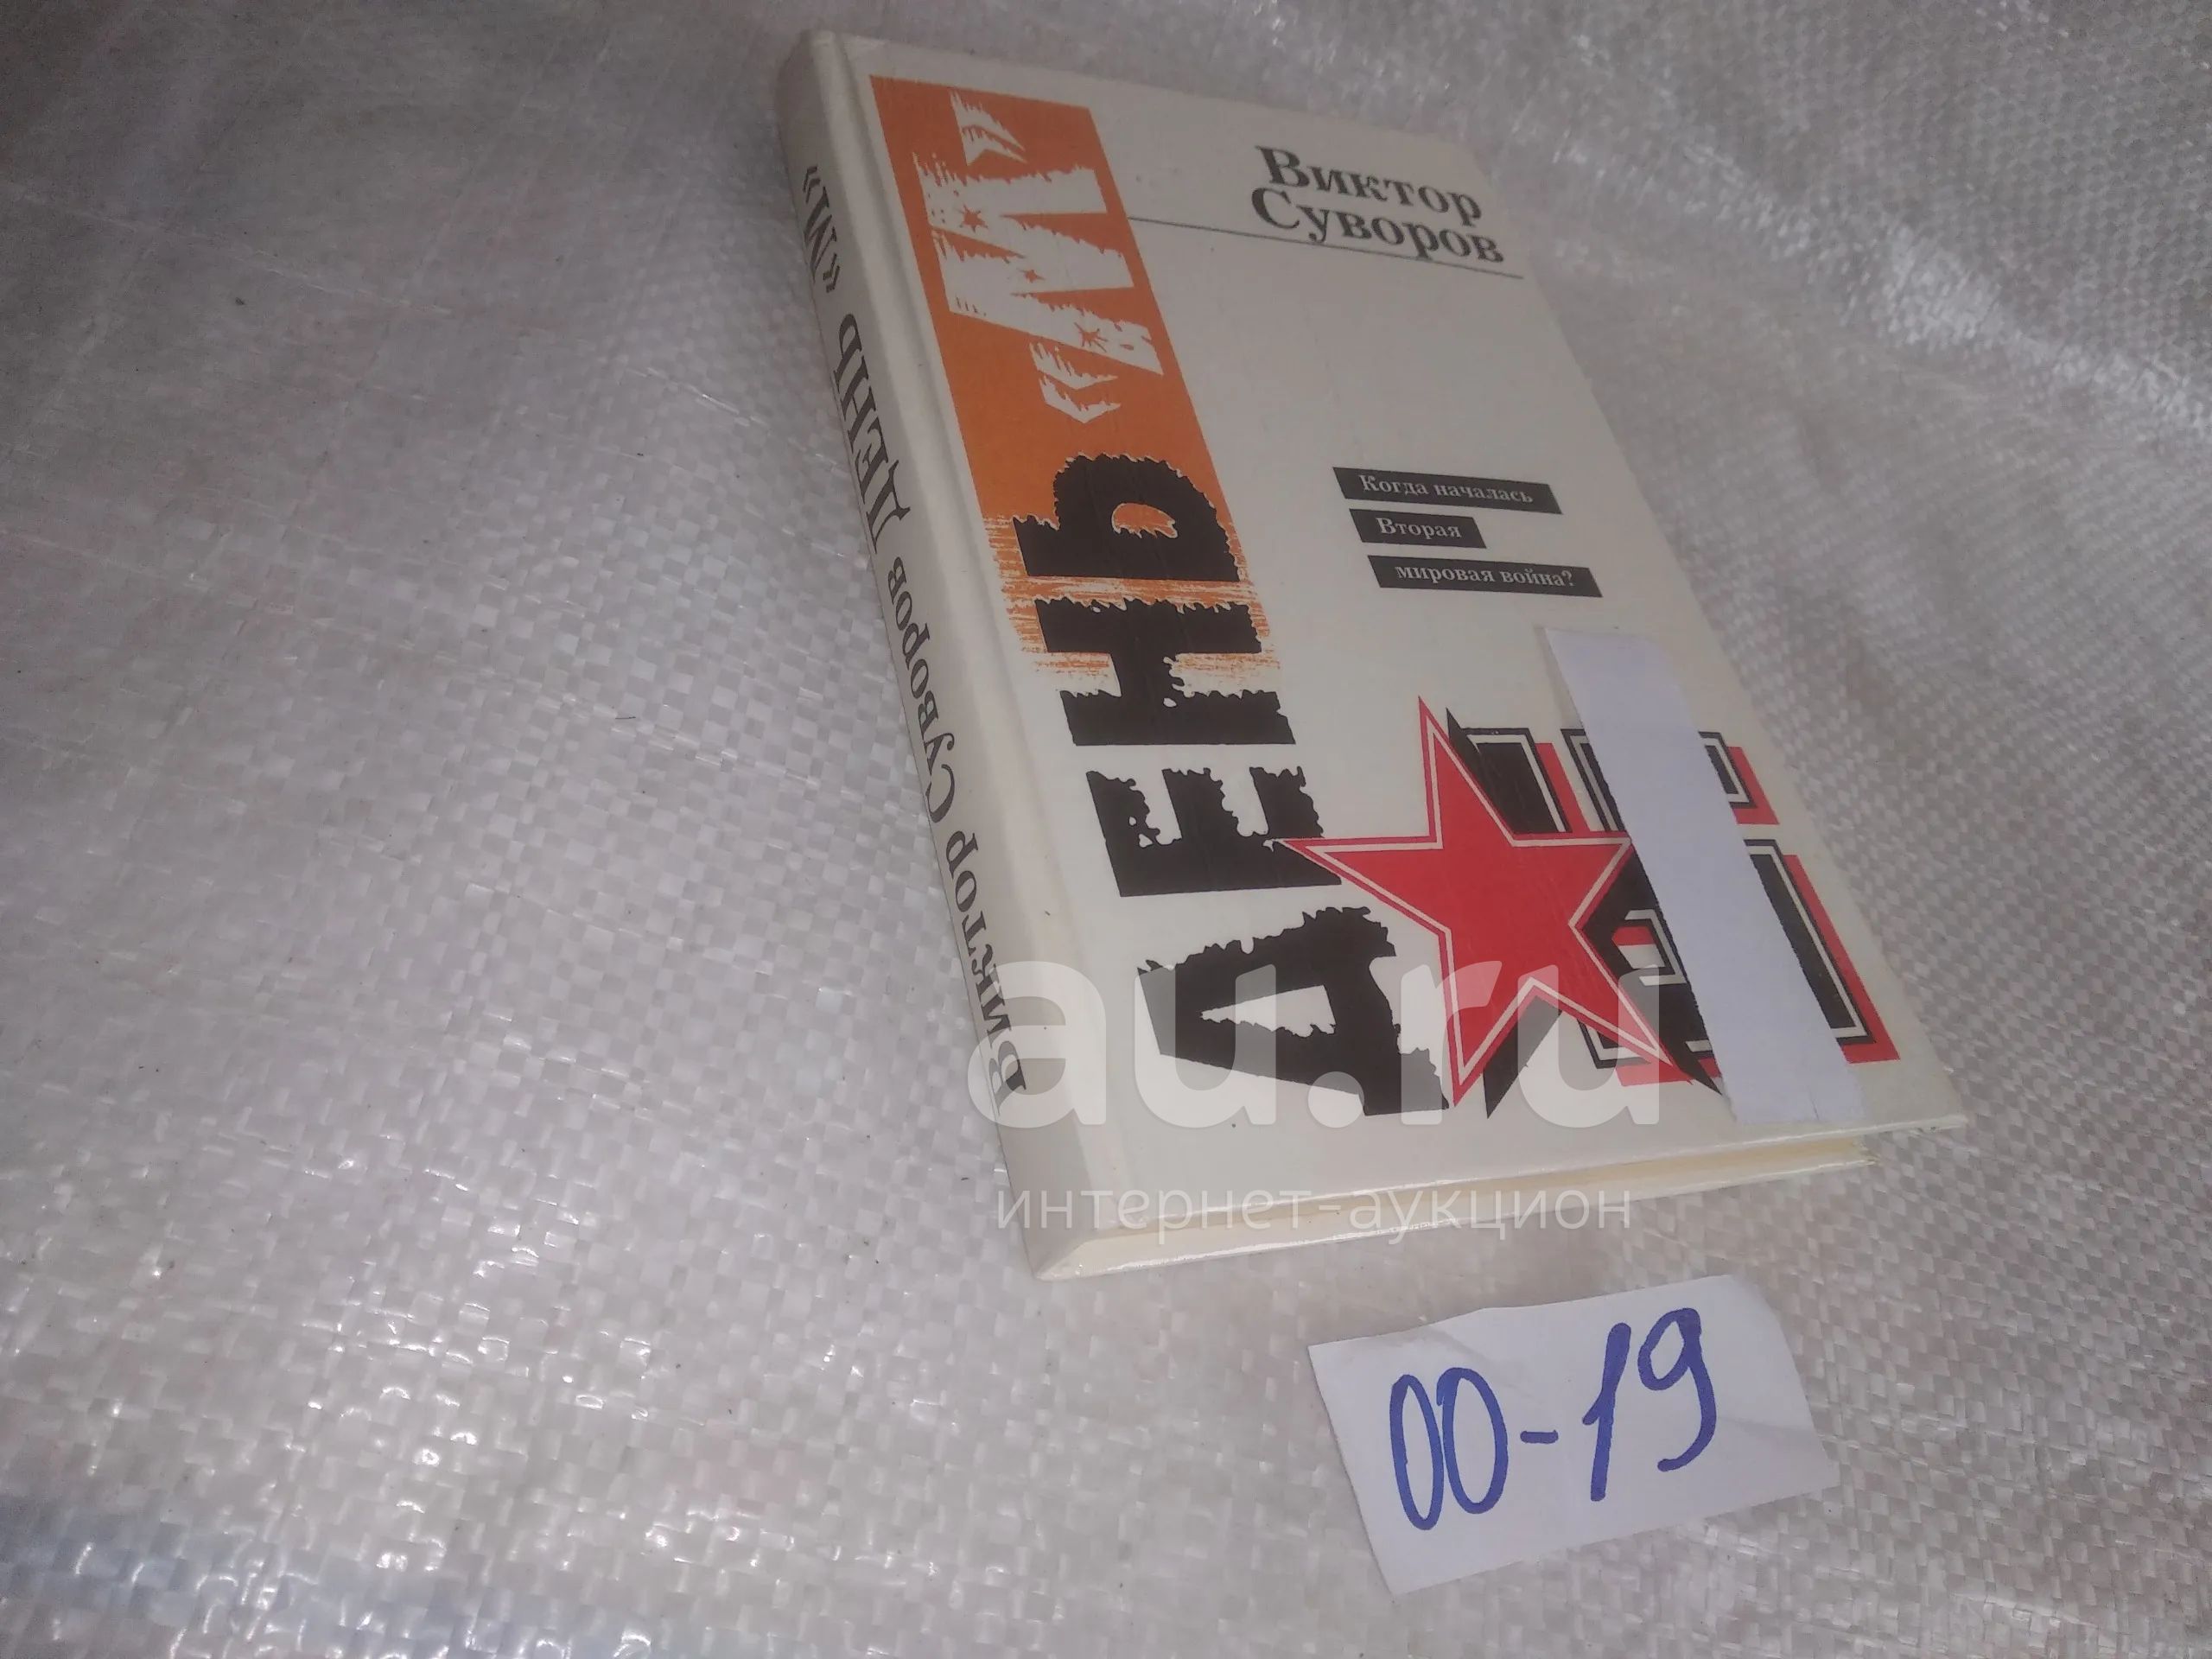 Виктор
Суворов
Когда началась
Вторая
мировая война?
ДЕНЬ «М»
Виктор Суворов ДЕНЬ «М»
au.ru
интернет-аукцион
00-19